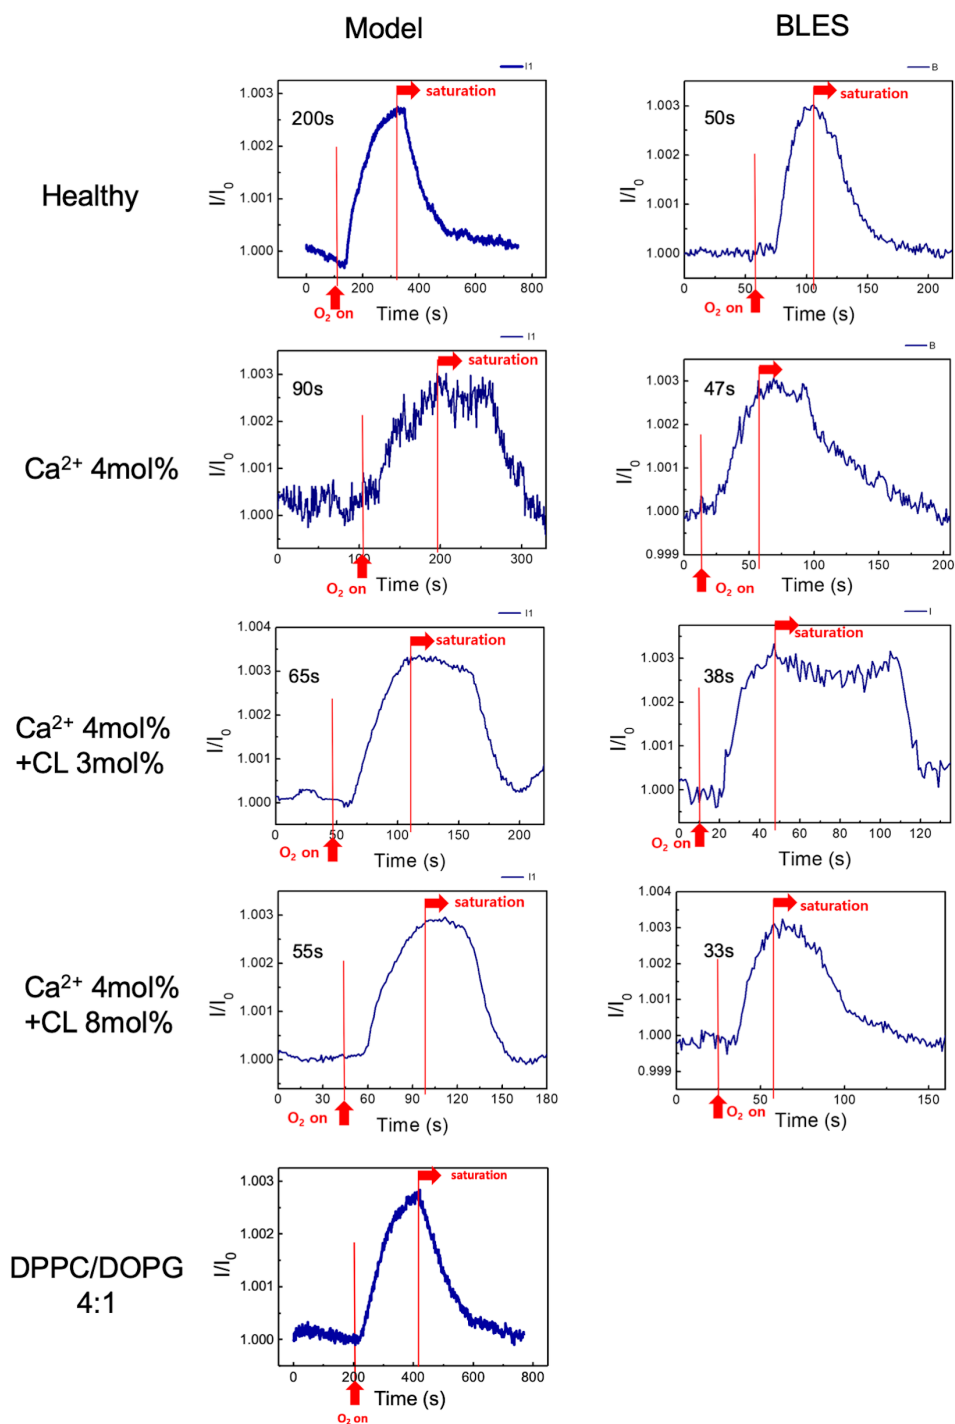 Model
BLES
Healthy
I1
1.003
1.002
1.001
1.000
I/I0
200s
saturation
0
200
400
600
800
O2 on
Time (s)
B
1.003
1.002
1.001
1.000
I/I0
50s
saturation
0
50
100
150
200
O2 on
Time (s)
Ca2+ 4mol%
I1
1.003
1.002
1.001
1.000
I/I0
90s
saturation
0
100
200
300
O2 on
Time (s)
B
1.003
1.002
1.001
1.000
0.999
I/I0
47s
0
50
100
150
200
O2 on
Time (s)
Ca2+ 4mol%
+CL 3mol%
I1
1.004
1.003
1.002
1.001
1.000
I/I0
65s
saturation
0
50
100
150
200
O2 on
Time (s)
I
1.003
1.002
1.001
1.000
I/I0
38s
saturation
0
20
40
60
80
100
120
O2 on
Time (s)
Ca2+ 4mol%
+CL 8mol%
I1
1.003
1.002
1.001
1.000
I/I0
55s
saturation
0
30
60
90
120
150
180
O2 on
Time (s)
1.004
1.003
1.002
1.001
1.000
0.999
I/I0
33s
saturation
0
50
100
150
O2 on
Time (s)
DPPC/DOPG
4:1
1.003
1.002
1.001
1.000
I/I0
saturation
0
200
400
600
800
Time (s)
O2 on